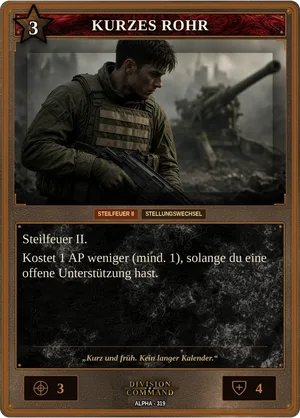 3
KURZES ROHR
STEILFEUER II
STELLUNGSWECHSEL
Steilfeuer II.
Kostet 1 AP weniger (mind. 1), solange du eine
offene Unterstützung hast.
„Kurz und früh. Kein langer Kalender.“
3
DIVISION
COMMAND
ALPHA - 319
4